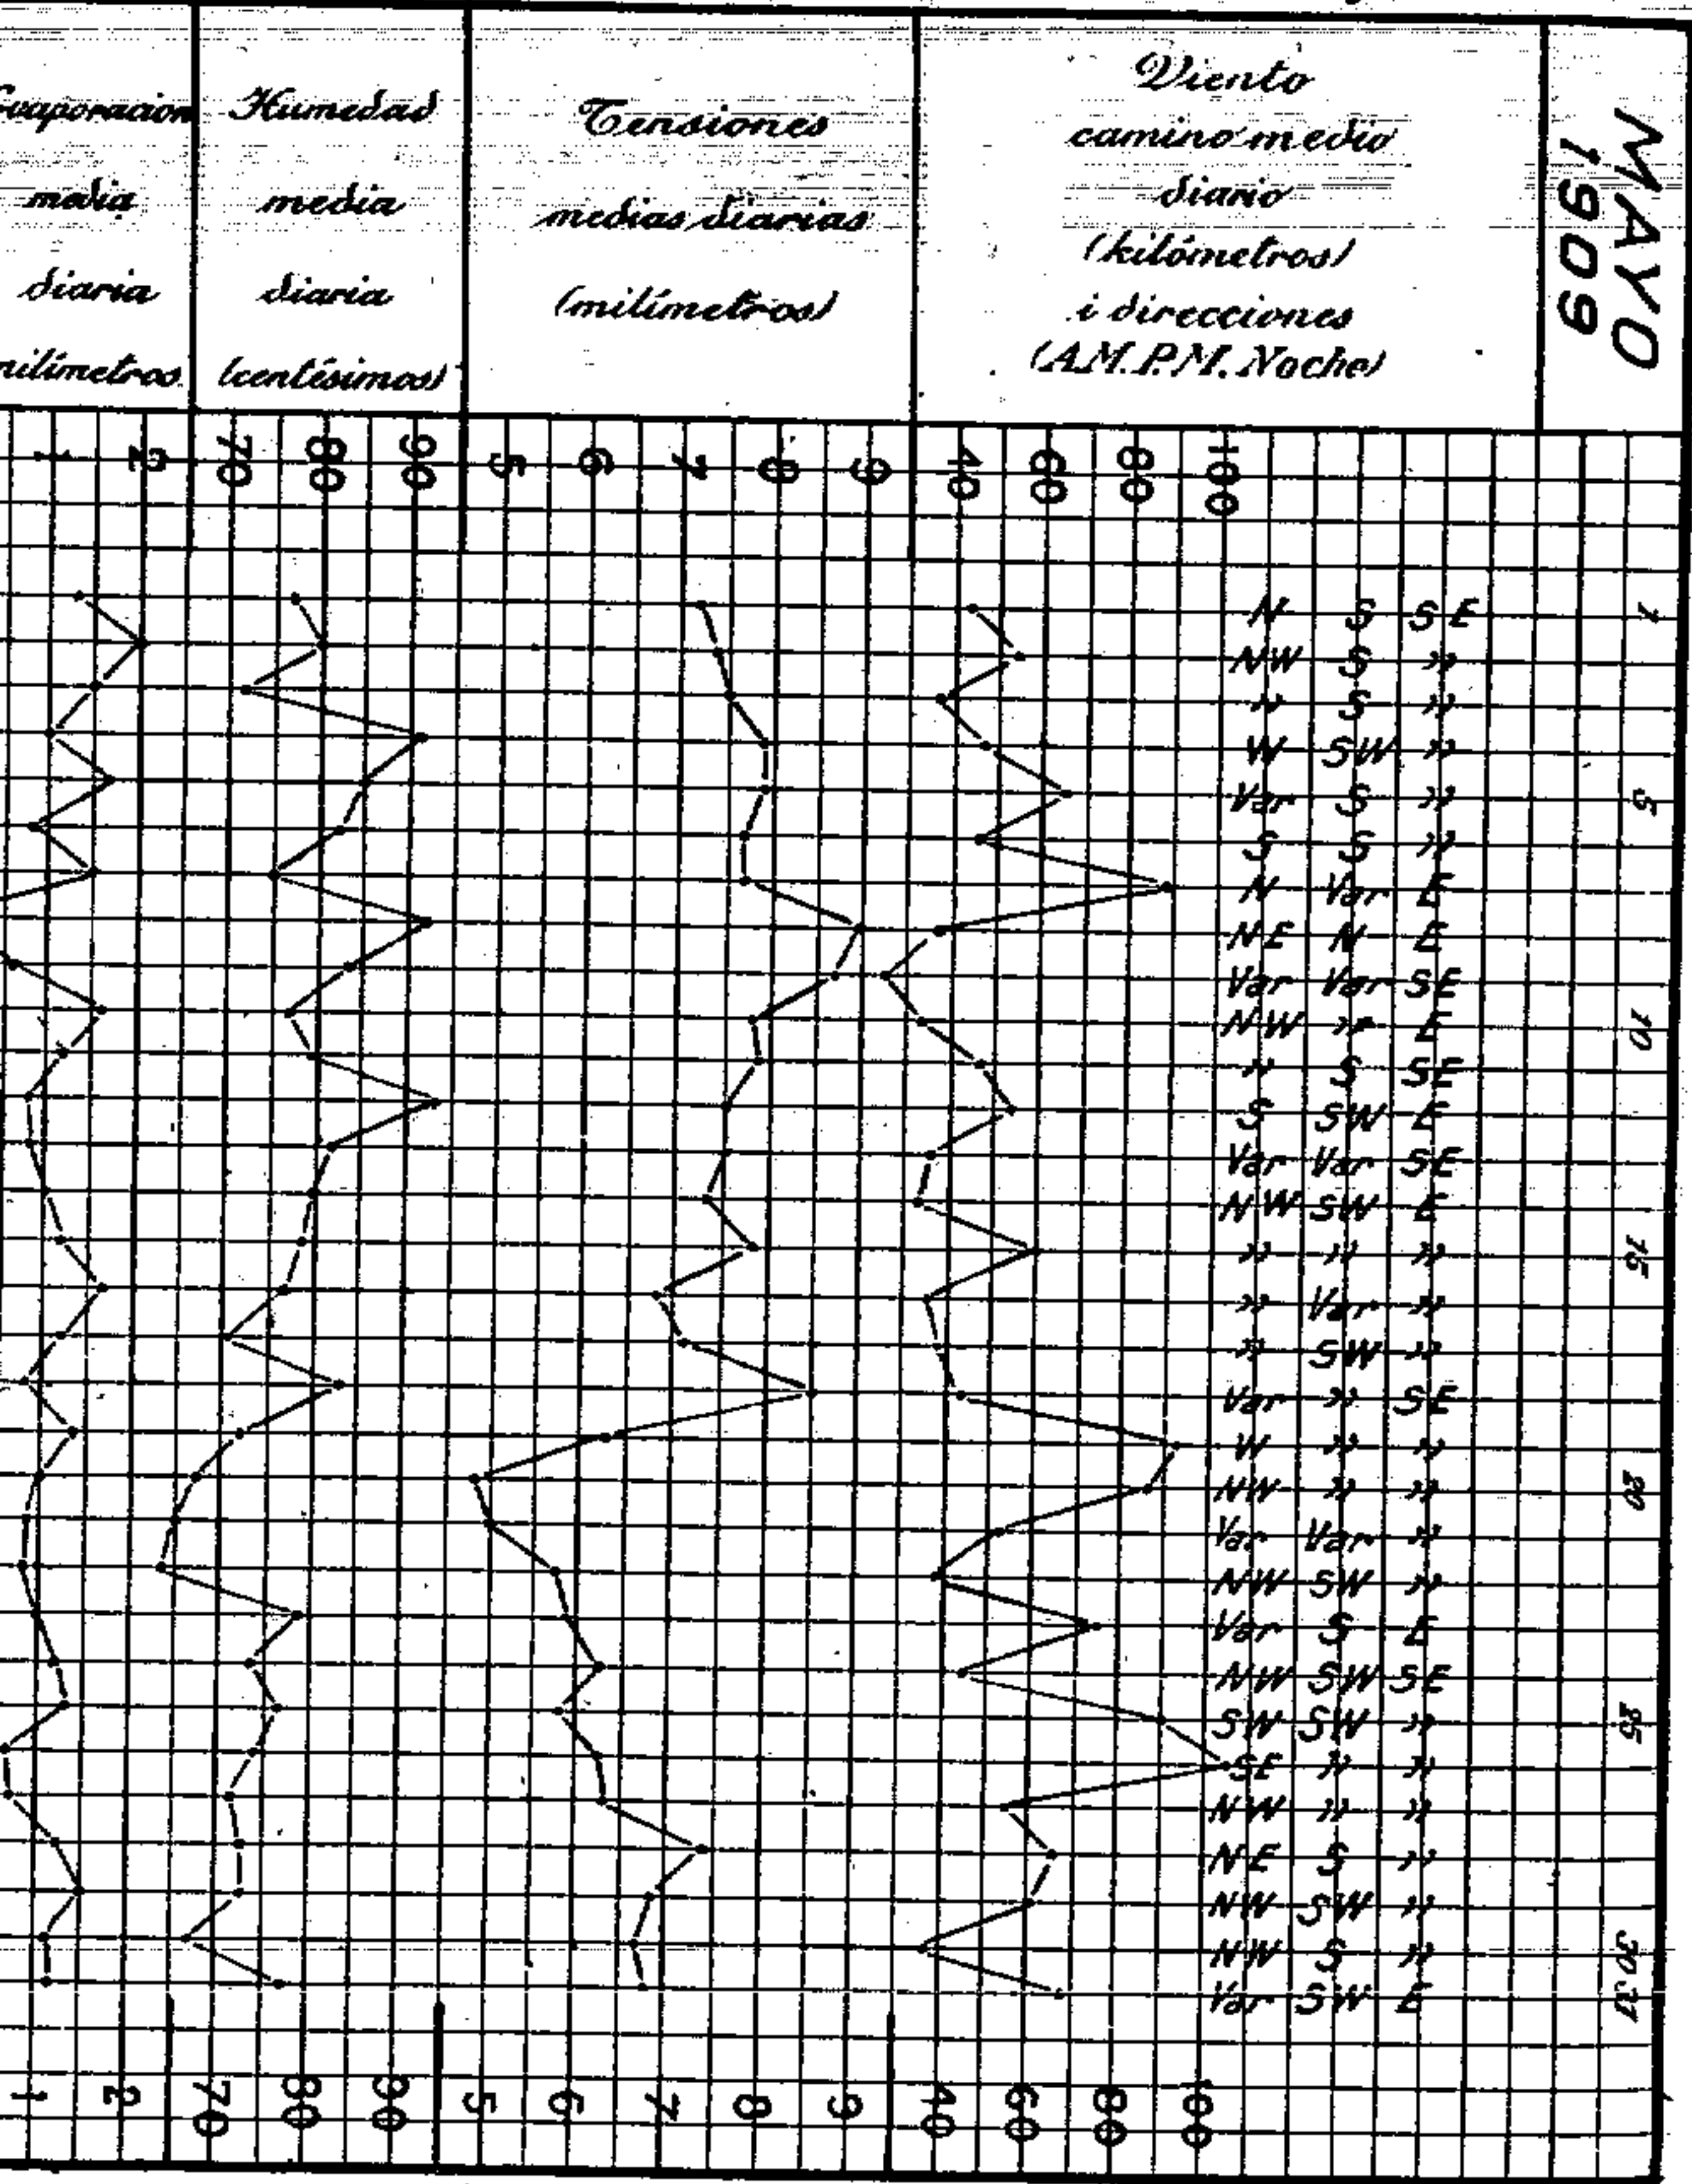 Evaporacion
media
diaria
milímetros
Humedad
media
diaria
(centésimos)
Tensiones
medias diarias
(milímetros)
Viento
camino medio
diario
(kilómetros)
i direcciones
(A.M. P.M. Noche)
MAYO
1909
1 2 70 80 90 5 6 7 8 9 40 60 80 100
N S SE 1
NW S »
» S »
W SW »
Var S » 5
S S »
N Var E
NE N E
Var Var SE
NW » E 10
» S SE
S SW E
Var Var SE
NW SW E
» » » 15
» Var »
» SW »
Var » SE
W » »
NW » » 20
Var Var »
NW SW »
Var S E
NW SW SE
SW SW » 25
SE » »
NW » »
NE S »
NW SW »
NW S » 30
Var SW E 31
1 2 70 80 90 5 6 7 8 9 40 60 80 100